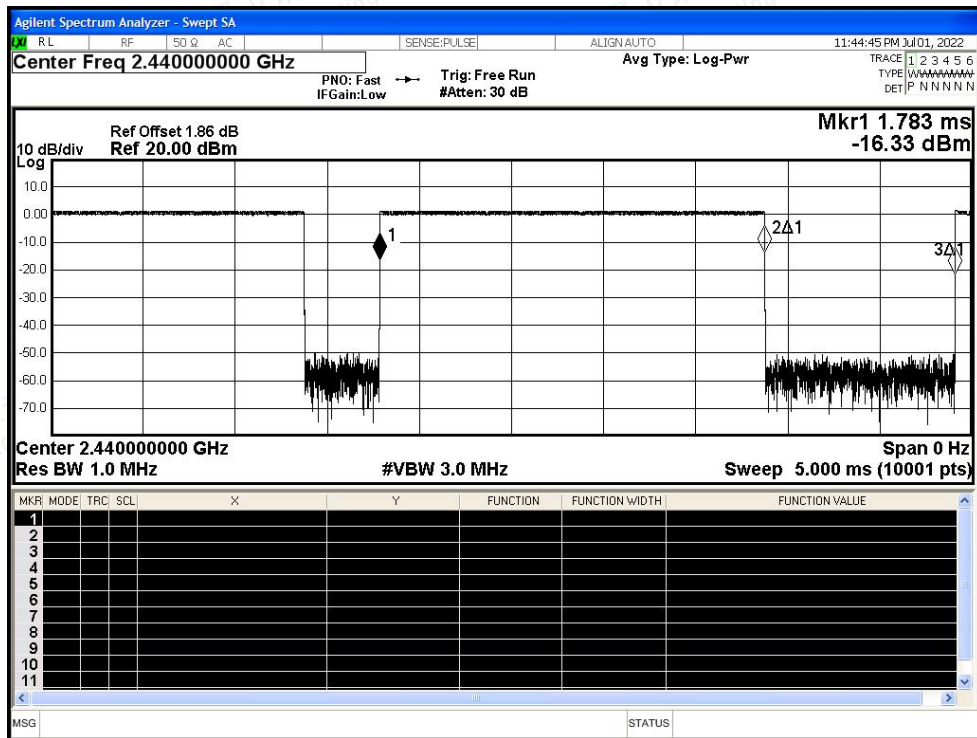 Agilent Spectrum Analyzer - Swept SA
LXI RL RF 50 Ω AC SENSE:PULSE ALIGN AUTO 11:44:45 PM Jul 01, 2022
Center Freq 2.440000000 GHz Avg Type: Log-Pwr TRACE 1 2 3 4 5 6
PNO: Fast Trig: Free Run TYPE
IFGain:Low #Atten: 30 dB DET P N N N N N
Mkr1 1.783 ms
Ref Offset 1.86 dB
10 dB/div Ref 20.00 dBm -16.33 dBm
Log
10.0
0.00
2Δ1
-10.0
1
3Δ1
-20.0
-30.0
-40.0
-50.0
-60.0
-70.0
Center 2.440000000 GHz Span 0 Hz
Res BW 1.0 MHz #VBW 3.0 MHz Sweep 5.000 ms (10001 pts)
MKR MODE TRC SCL X Y FUNCTION FUNCTION WIDTH FUNCTION VALUE
1
2
3
4
5
6
7
8
9
10
11
MSG STATUS